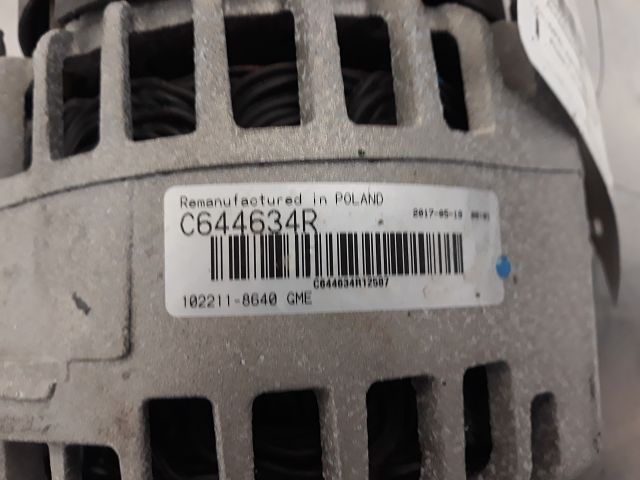 Remanufactured in POLAND
C644634R
2017-05-19
C644634R12507
102211-8640 GME